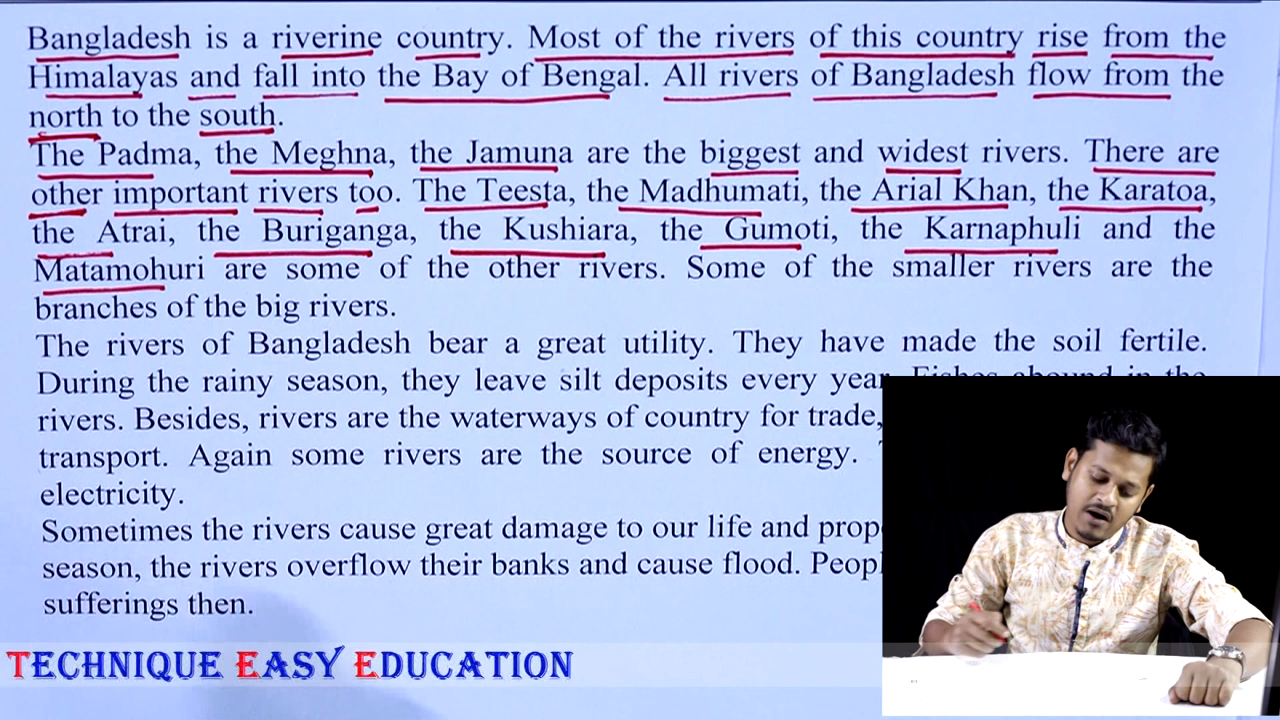 Bangladesh is a riverine country. Most of the rivers of this country rise from the
Himalayas and fall into the Bay of Bengal. All rivers of Bangladesh flow from the
north to the south.
The Padma, the Meghna, the Jamuna are the biggest and widest rivers. There are
other important rivers too. The Teesta, the Madhumati, the Arial Khan, the Karatoa,
the Atrai, the Buriganga, the Kushiara, the Gumoti, the Karnaphuli and the
Matamohuri are some of the other rivers. Some of the smaller rivers are the
branches of the big rivers.
The rivers of Bangladesh bear a great utility. They have made the soil fertile.
During the rainy season, they leave silt deposits every year. Fishes abound in the
rivers. Besides, rivers are the waterways of country for trade,
transport. Again some rivers are the source of energy.
electricity.
Sometimes the rivers cause great damage to our life and prop
season, the rivers overflow their banks and cause flood. Peopl
sufferings then.
TECHNIQUE EASY EDUCATION